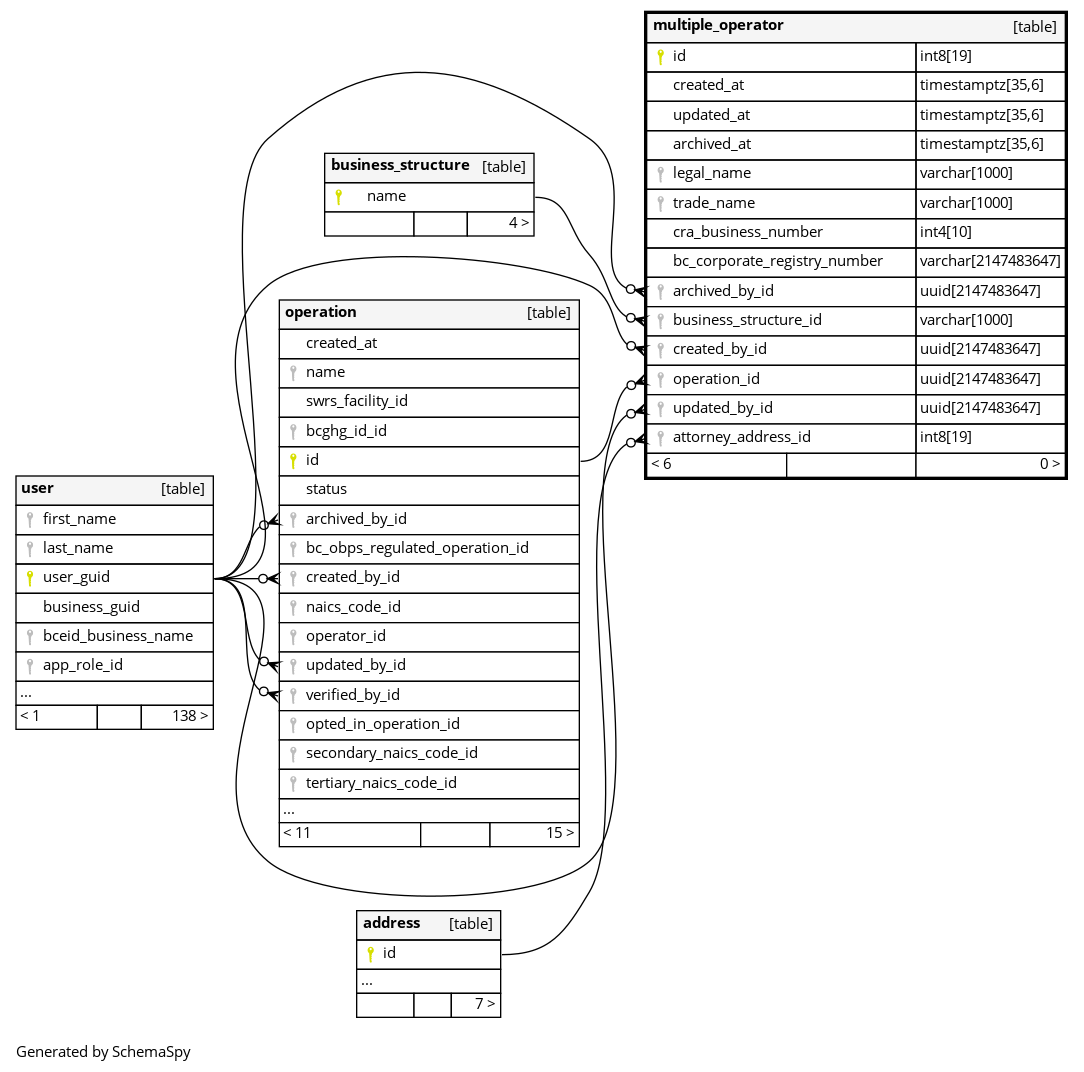 multiple_operator [table]
id int8[19]
created_at timestamptz[35,6]
updated_at timestamptz[35,6]
archived_at timestamptz[35,6]
legal_name varchar[1000]
trade_name varchar[1000]
cra_business_number int4[10]
bc_corporate_registry_number varchar[2147483647]
archived_by_id uuid[2147483647]
business_structure_id varchar[1000]
created_by_id uuid[2147483647]
operation_id uuid[2147483647]
updated_by_id uuid[2147483647]
attorney_address_id int8[19]
< 6 0 >
business_structure [table]
name
4 >
operation [table]
created_at
name
swrs_facility_id
bcghg_id_id
id
status
archived_by_id
bc_obps_regulated_operation_id
created_by_id
naics_code_id
operator_id
updated_by_id
verified_by_id
opted_in_operation_id
secondary_naics_code_id
tertiary_naics_code_id
...
< 11 15 >
user [table]
first_name
last_name
user_guid
business_guid
bceid_business_name
app_role_id
...
< 1 138 >
address [table]
id
...
7 >
Generated by SchemaSpy